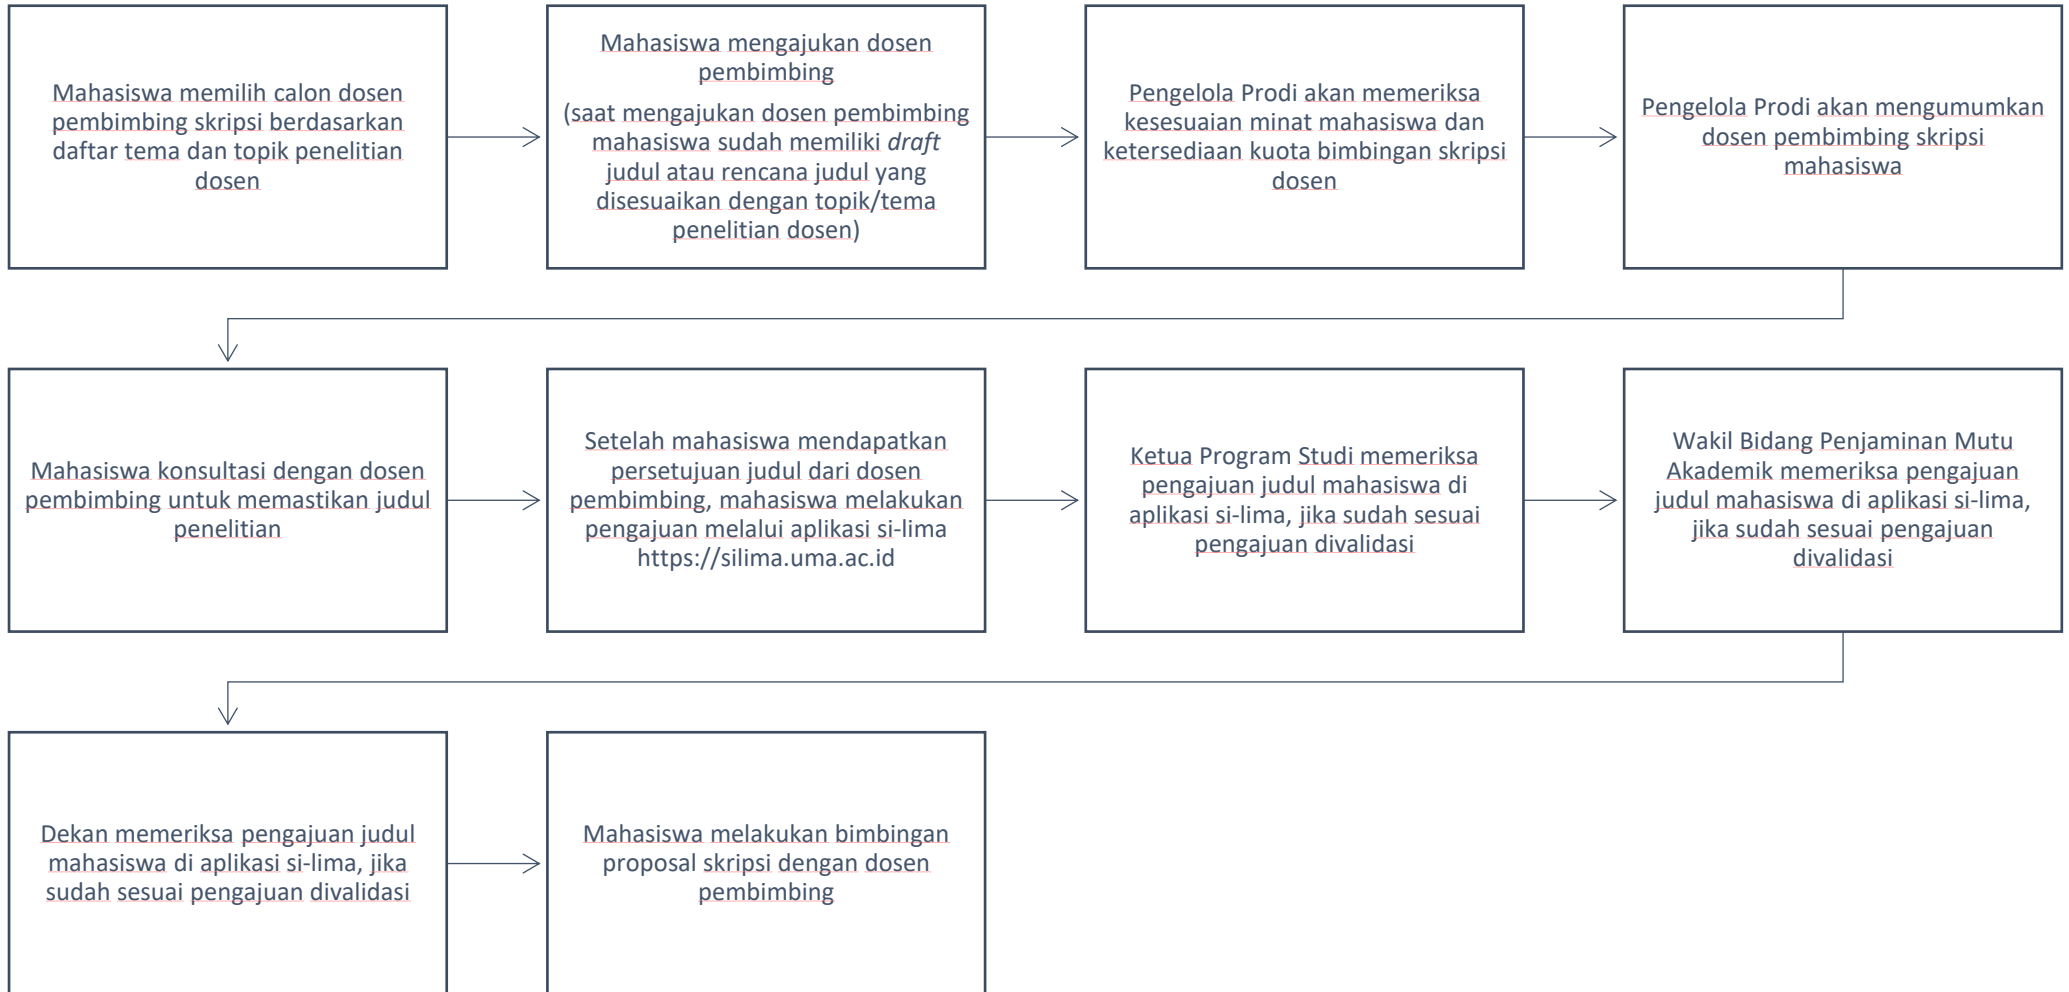 Mahasiswa memilih calon dosen
pembimbing skripsi berdasarkan
daftar tema dan topik penelitian
dosen
Mahasiswa mengajukan dosen
pembimbing
(saat mengajukan dosen pembimbing
mahasiswa sudah memiliki draft
judul atau rencana judul yang
disesuaikan dengan topik/tema
penelitian dosen)
Pengelola Prodi akan memeriksa
kesesuaian minat mahasiswa dan
ketersediaan kuota bimbingan skripsi
dosen
Pengelola Prodi akan mengumumkan
dosen pembimbing skripsi
mahasiswa
Mahasiswa konsultasi dengan dosen
pembimbing untuk memastikan judul
penelitian
Setelah mahasiswa mendapatkan
persetujuan judul dari dosen
pembimbing, mahasiswa melakukan
pengajuan melalui aplikasi si-lima
https://silima.uma.ac.id
Ketua Program Studi memeriksa
pengajuan judul mahasiswa di
aplikasi si-lima, jika sudah sesuai
pengajuan divalidasi
Wakil Bidang Penjaminan Mutu
Akademik memeriksa pengajuan
judul mahasiswa di aplikasi si-lima,
jika sudah sesuai pengajuan
divalidasi
Dekan memeriksa pengajuan judul
mahasiswa di aplikasi si-lima, jika
sudah sesuai pengajuan divalidasi
Mahasiswa melakukan bimbingan
proposal skripsi dengan dosen
pembimbing